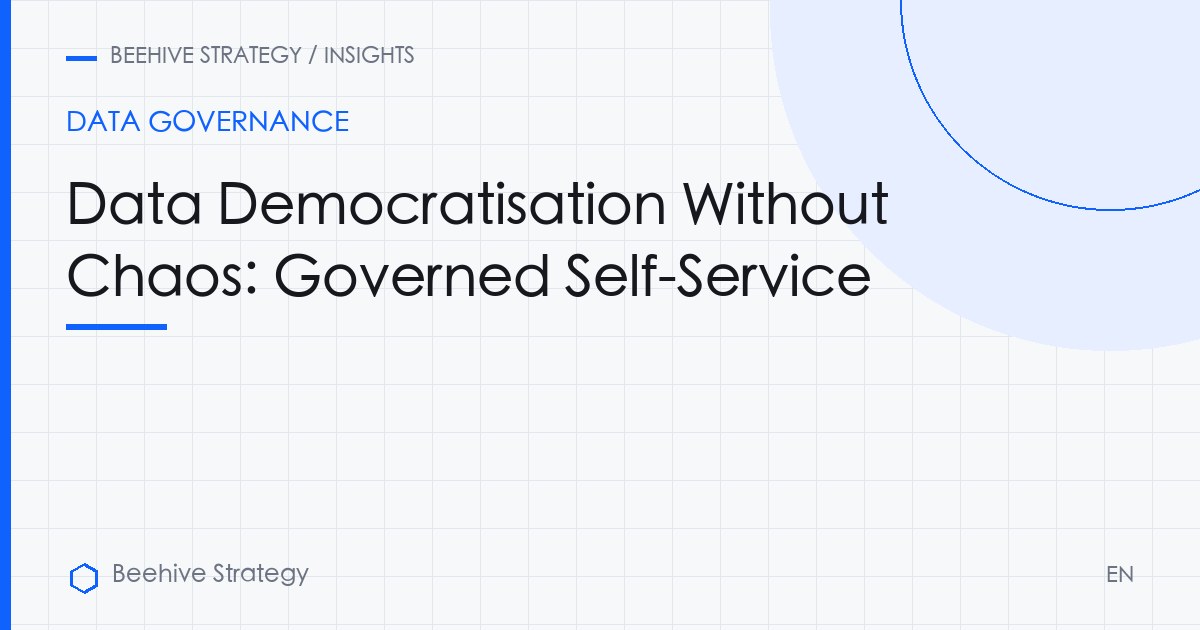 BEEHIVE STRATEGY / INSIGHTS
DATA GOVERNANCE
Data Democratisation Without
Chaos: Governed Self-Service
Beehive Strategy
EN